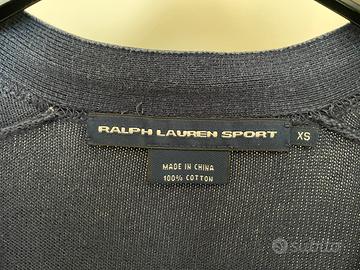 RALPH LAUREN SPORT
XS
MADE IN CHINA
100% COTTON
subito